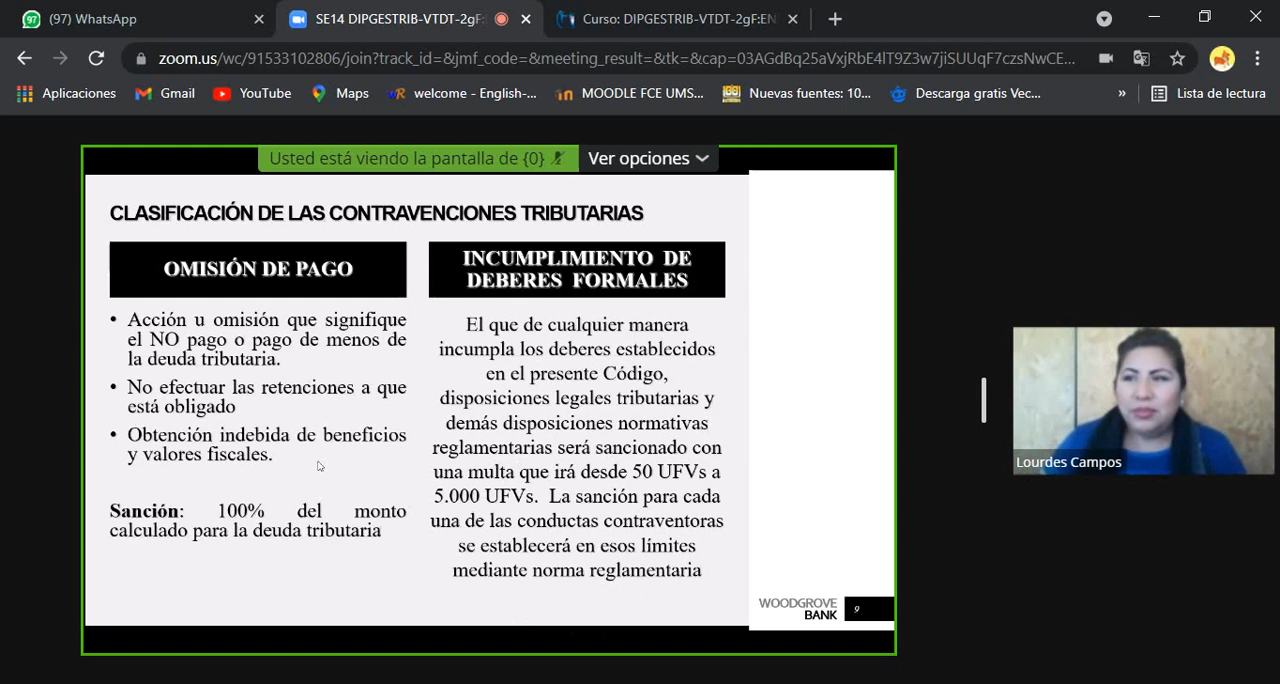 (97) WhatsApp
SE14 DIPGESTRIB-VTDT-2gF:
Curso: DIPGESTRIB-VTDT-2gF:EN
zoom.us/wc/91533102806/join?track_id=&jmf_code=&meeting_result=&tk=&cap=03AGdBq25aVxjRbE4lT9Z3w7jiSUUqF7czsNwCE...
Aplicaciones
Gmail
YouTube
Maps
welcome - English-...
MOODLE FCE UMS...
Nuevas fuentes: 10...
Descarga gratis Vec...
»
Lista de lectura
Usted está viendo la pantalla de {0}
Ver opciones
CLASIFICACIÓN DE LAS CONTRAVENCIONES TRIBUTARIAS
OMISIÓN DE PAGO
• Acción u omisión que signifique
el NO pago o pago de menos de
la deuda tributaria.
• No efectuar las retenciones a que
está obligado
• Obtención indebida de beneficios
y valores fiscales.
Sanción: 100% del monto
calculado para la deuda tributaria
INCUMPLIMIENTO DE
DEBERES FORMALES
El que de cualquier manera
incumpla los deberes establecidos
en el presente Código,
disposiciones legales tributarias y
demás disposiciones normativas
reglamentarias será sancionado con
una multa que irá desde 50 UFVs a
5.000 UFVs. La sanción para cada
una de las conductas contraventoras
se establecerá en esos límites
mediante norma reglamentaria
WOODGROVE
BANK
9
Lourdes Campos